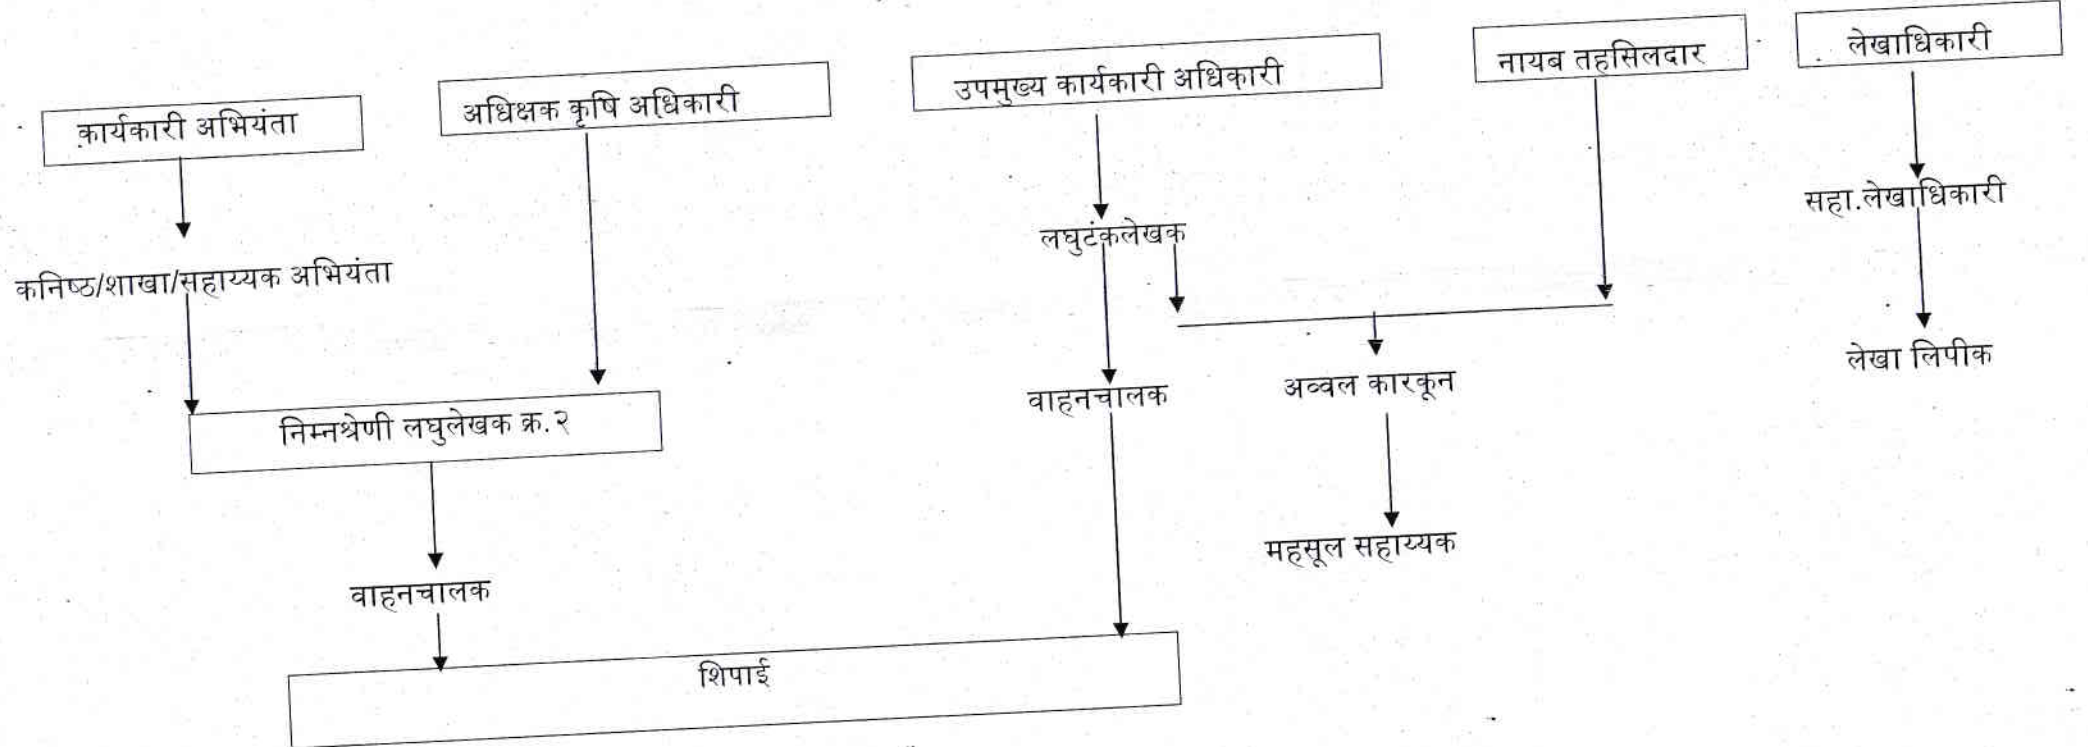 कार्यकारी अभियंता
अधिक्षक कृषि अधिकारी
उपमुख्य कार्यकारी अधिकारी
नायब तहसिलदार
लेखाधिकारी
सहा.लेखाधिकारी
लघुटंकलेखक
कनिष्ठ/शाखा/सहाय्यक अभियंता
लेखा लिपीक
वाहनचालक
अव्वल कारकून
निम्नश्रेणी लघुलेखक क्र.२
महसूल सहाय्यक
वाहनचालक
शिपाई